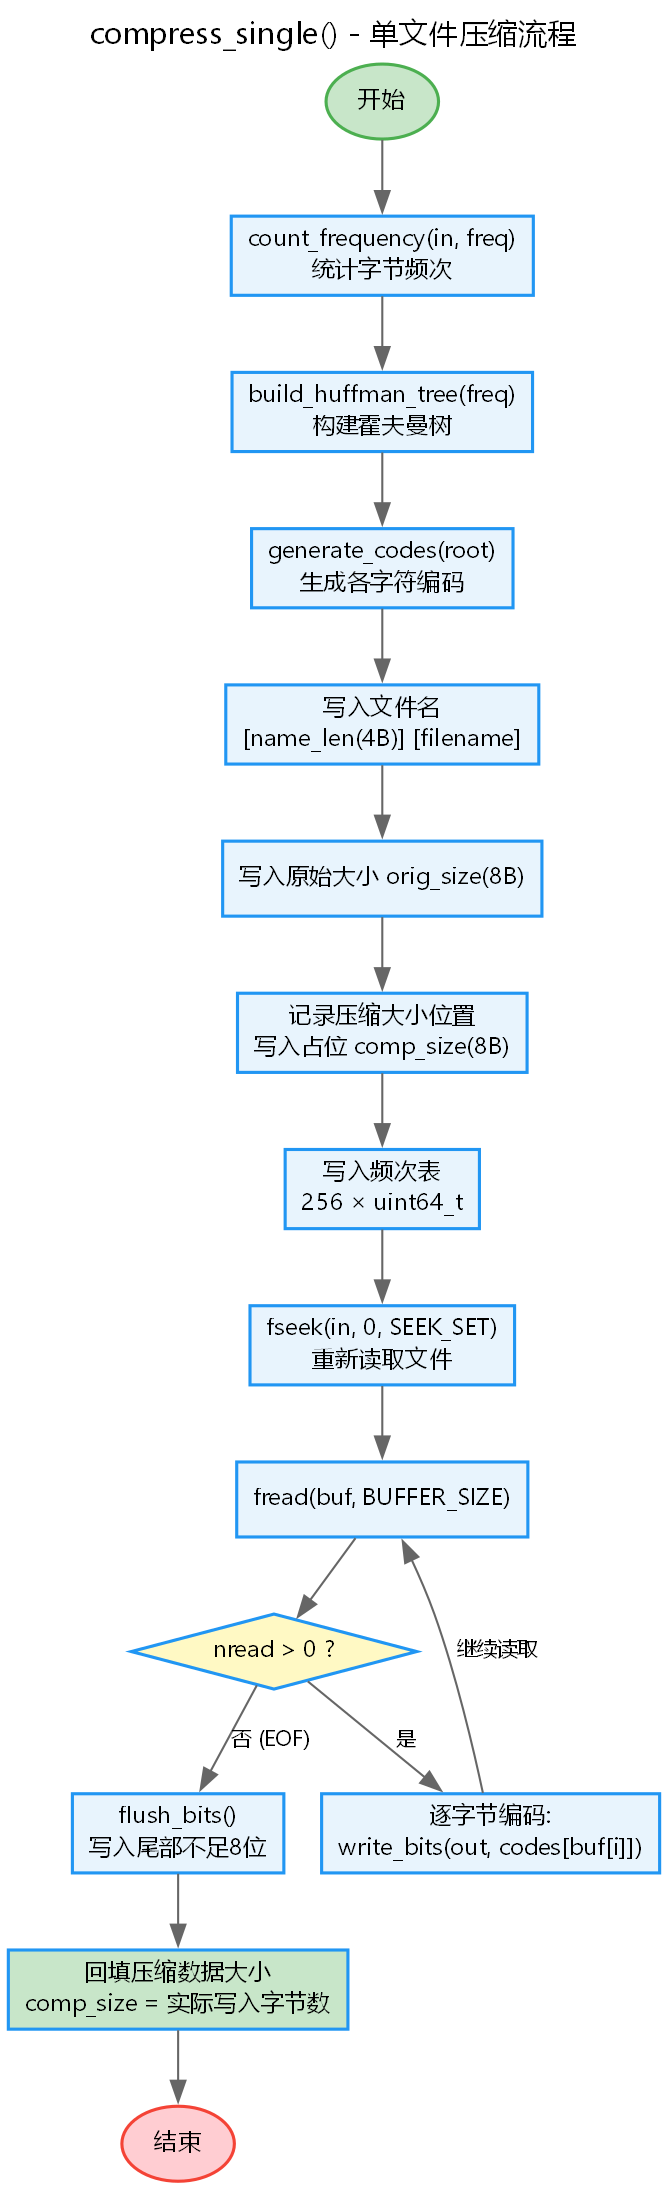 compress_single() - 单文件压缩流程
开始
count_frequency(in, freq)
统计字节频次
build_huffman_tree(freq)
构建霍夫曼树
generate_codes(root)
生成各字符编码
写入文件名
[name_len(4B)] [filename]
写入原始大小 orig_size(8B)
记录压缩大小位置
写入占位 comp_size(8B)
写入频次表
256 × uint64_t
fseek(in, 0, SEEK_SET)
重新读取文件
fread(buf, BUFFER_SIZE)
nread > 0 ?
继续读取
否 (EOF)
是
flush_bits()
写入尾部不足8位
逐字节编码:
write_bits(out, codes[buf[i]])
回填压缩数据大小
comp_size = 实际写入字节数
结束